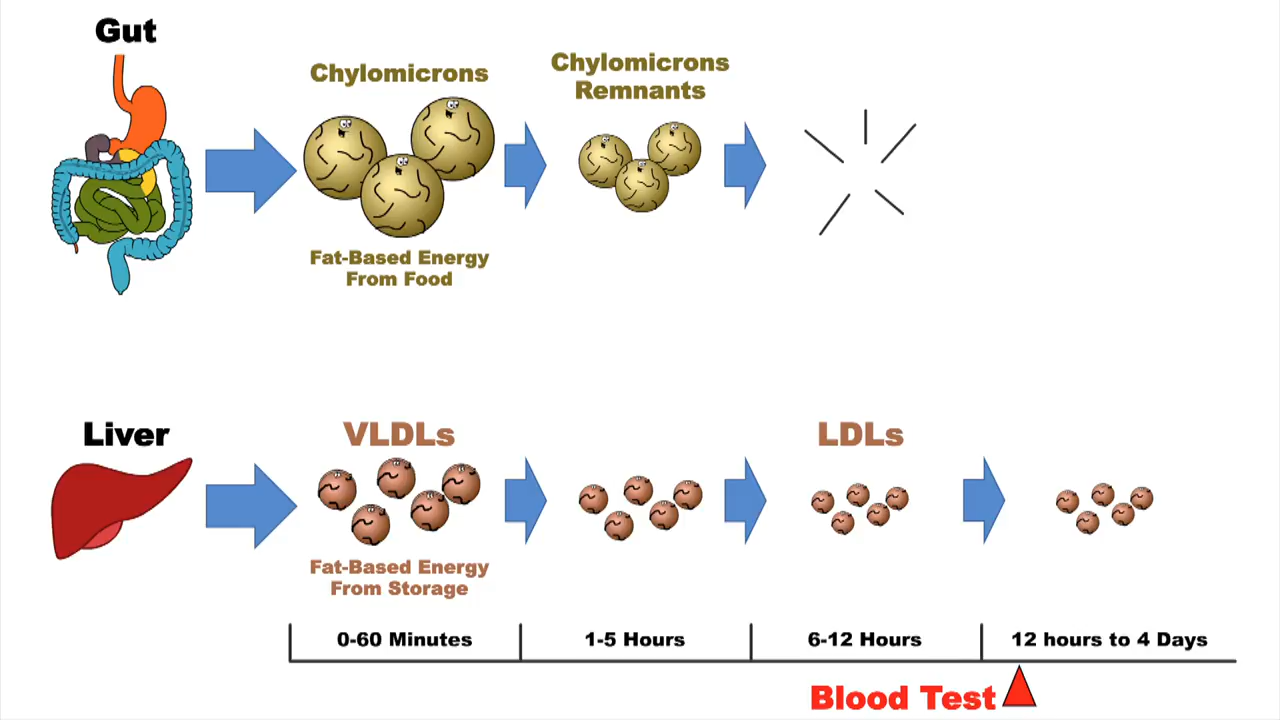 Gut
Chylomicrons
Chylomicrons
Remnants
Fat-Based Energy
From Food
Liver
VLDLs
LDLs
Fat-Based Energy
From Storage
0-60 Minutes
1-5 Hours
6-12 Hours
12 hours to 4 Days
Blood Test